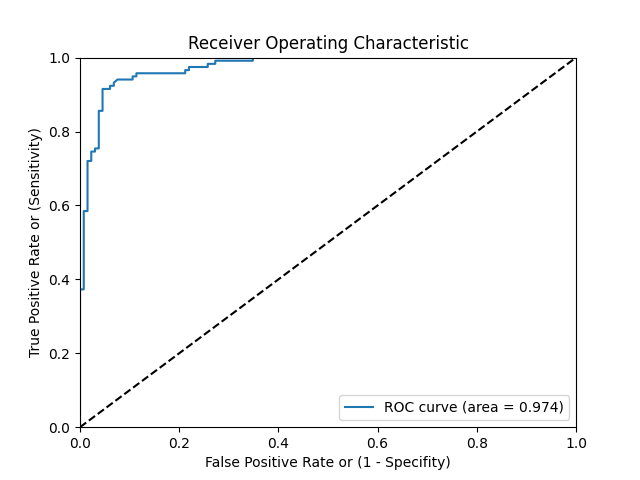 Receiver Operating Characteristic
True Positive Rate or (Sensitivity)
1.0
0.8
0.6
0.4
0.2
0.0
ROC curve (area = 0.974)
0.0 0.2 0.4 0.6 0.8 1.0
False Positive Rate or (1 - Specifity)